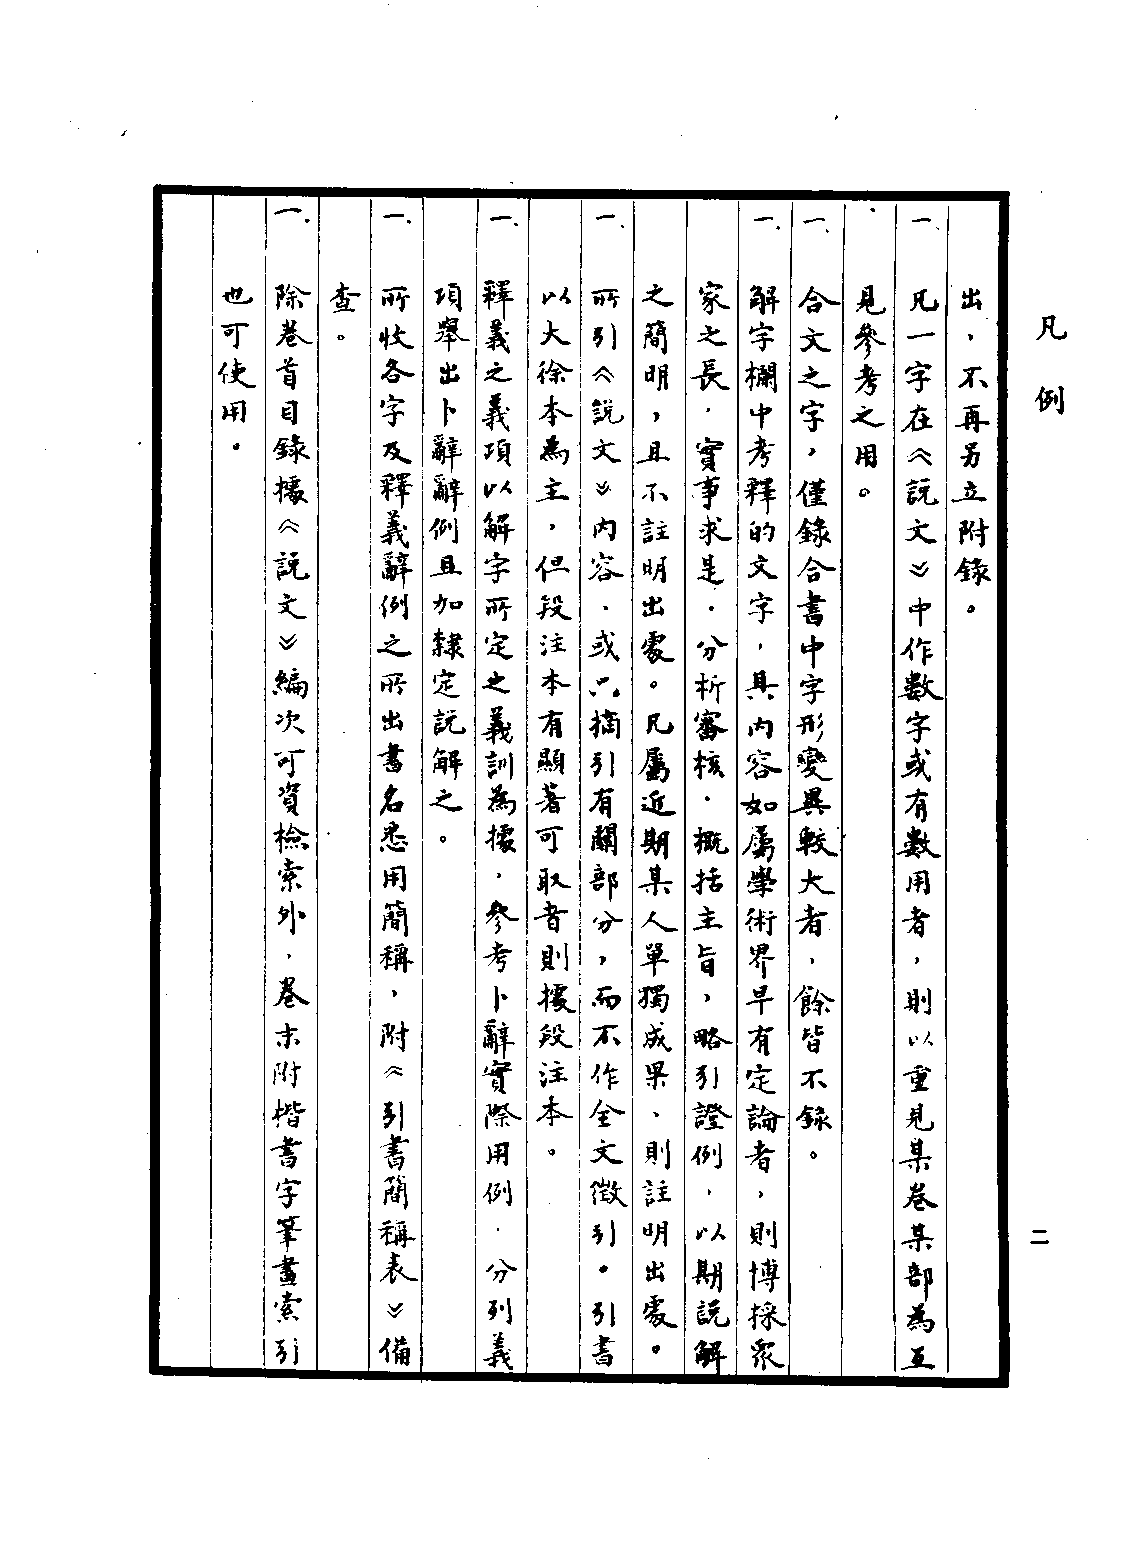 凡例
二
出，不再另立附錄。
一、凡一字在《說文》中作數字或有數用者，則以重見某卷某部為互
見參考之用。
一、合文之字，僅錄合書中字形變異較大者，餘皆不錄。
一、解字欄中考釋的文字，其內容如屬學術界早有定論者，則博採眾
家之長，實事求是，分析審核，概括主旨，略引證例，以期說解
之簡明，且不註明出處。凡屬近期某人單獨成果、則註明出處。
一、所引《說文》內容，或只摘引有關部分，而不作全文徵引。引書
以大徐本為主，但段注本有顯著可取者則據段注本。
一、釋義之義項以解字所定之義訓為據，參考卜辭實際用例，分列義
項舉出卜辭辭例且加隸定說解之。
一、所收各字及釋義辭例之所出書名悉用簡稱，附《引書簡稱表》備
查。
一、除卷首目錄據《說文》編次可資檢索外，卷末附楷書字筆畫索引
也可使用。